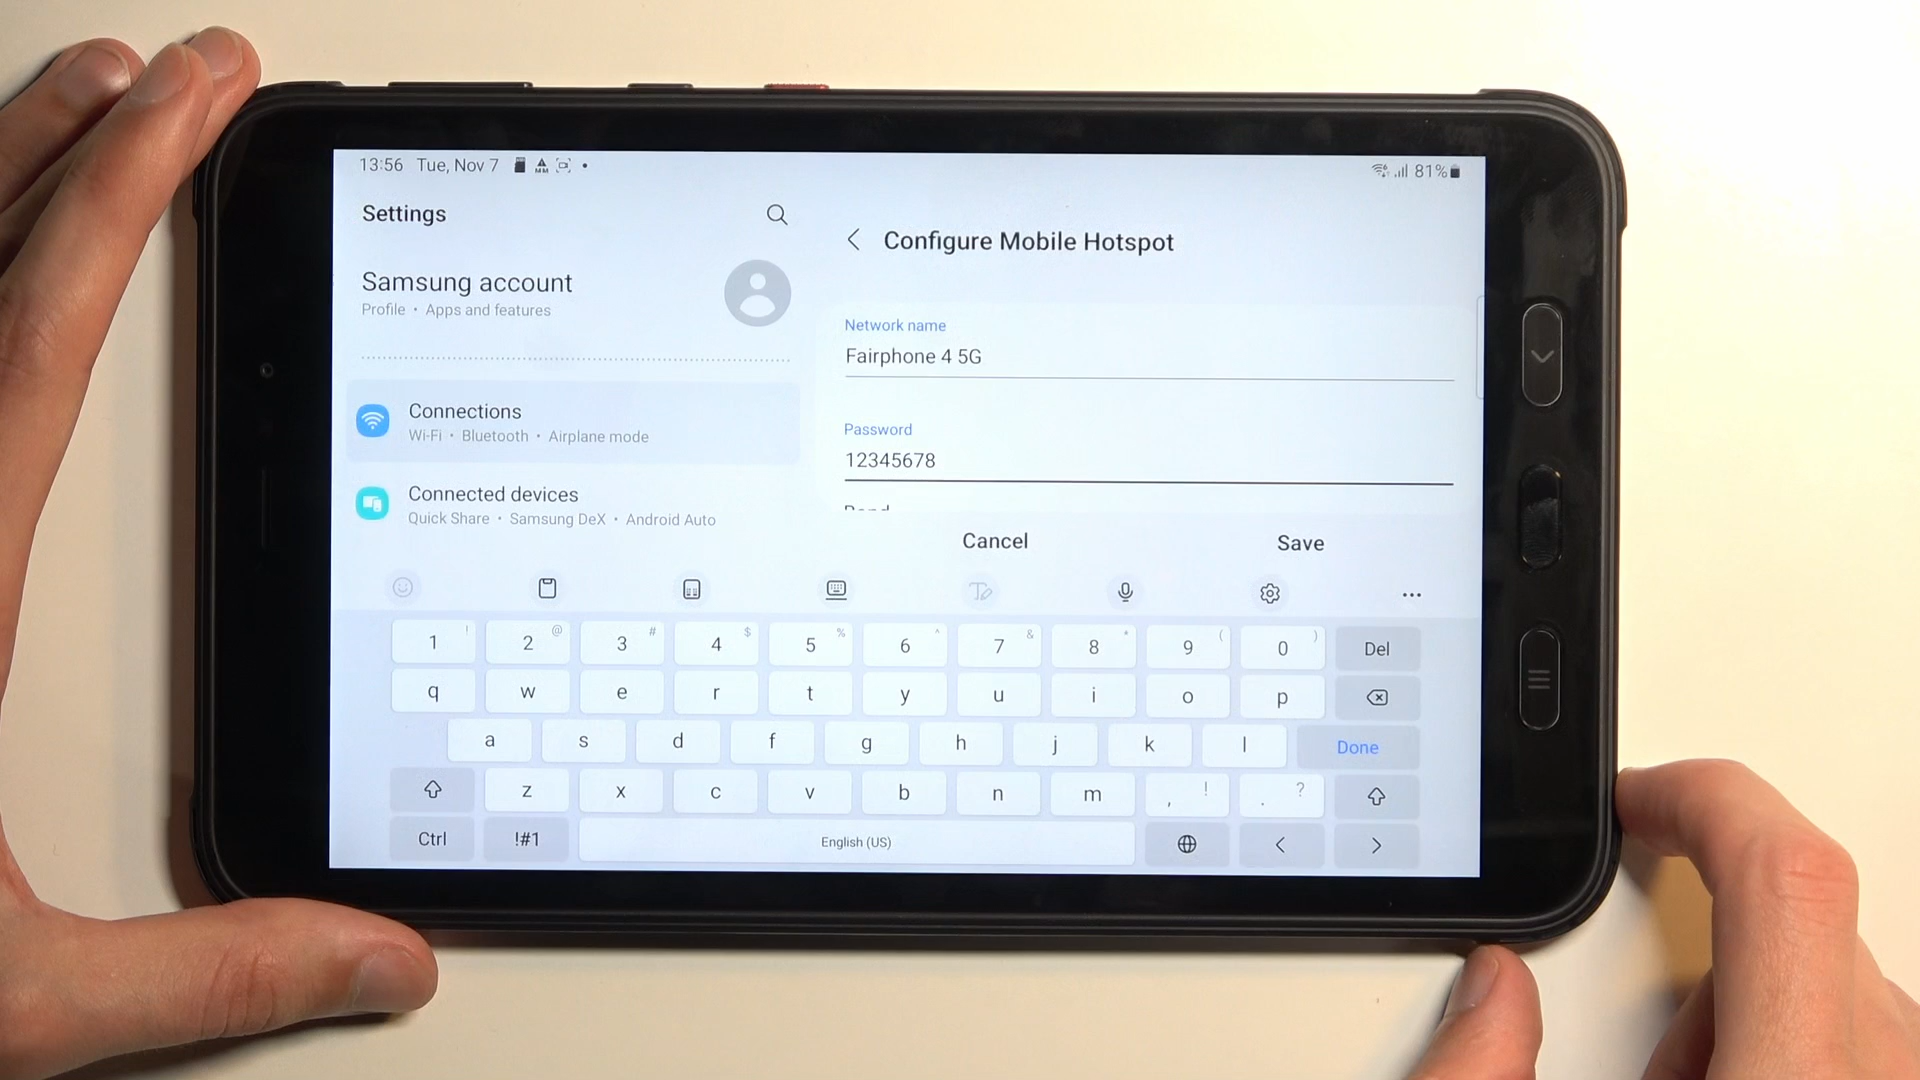 13:56 Tue, Nov 7
81%
Settings
Samsung account
Profile • Apps and features
Connections
Wi-Fi • Bluetooth • Airplane mode
Connected devices
Quick Share • Samsung DeX • Android Auto
Configure Mobile Hotspot
Network name
Fairphone 4 5G
Password
12345678
Cancel
Save
1 ! 2 @ 3 # 4 $ 5 % 6 ^ 7 & 8 * 9 ( 0 ) Del
q w e r t y u i o p
a s d f g h j k l Done
z x c v b n m , ! . ?
Ctrl !#1 English (US) < >